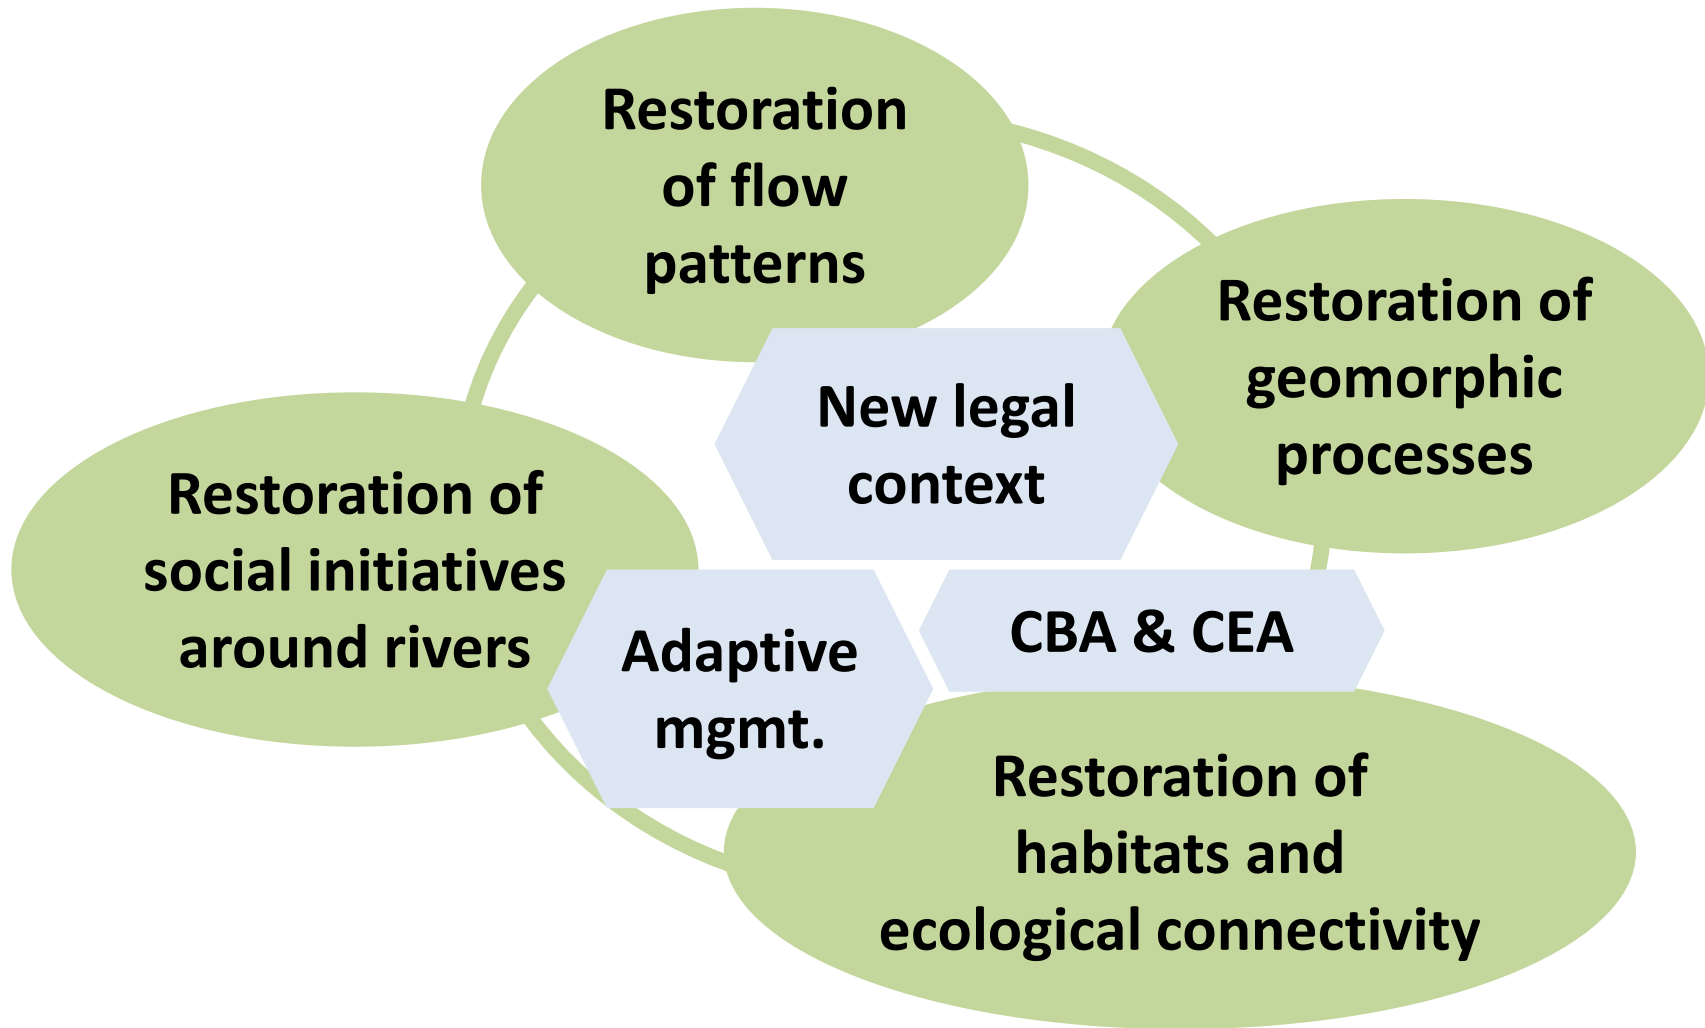 Restoration
of flow
patterns
Restoration of
geomorphic
processes
New legal
context
Restoration of
social initiatives
around rivers
Adaptive
mgmt.
CBA & CEA
Restoration of
habitats and
ecological connectivity